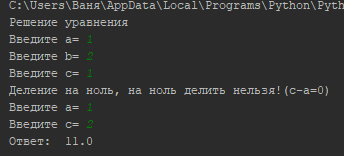 C:\Users\Ваня\AppData\Local\Programs\Python\Pyth
Решение уравнения
Введите a= 1
Введите b= 2
Введите c= 1
Деление на ноль, на ноль делить нельзя!(c-a=0)
Введите a= 1
Введите c= 2
Ответ:  11.0